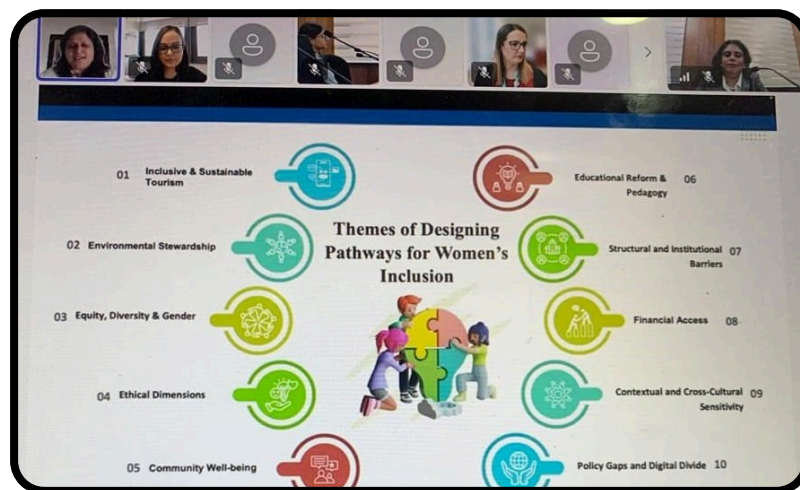 Themes of Designing
Pathways for Women's
Inclusion
01 Inclusive & Sustainable
Tourism
02 Environmental Stewardship
03 Equity, Diversity & Gender
04 Ethical Dimensions
05 Community Well-being
Educational Reform & 06
Pedagogy
Structural and Institutional 07
Barriers
Financial Access 08
Contextual and Cross-Cultural 09
Sensitivity
Policy Gaps and Digital Divide 10